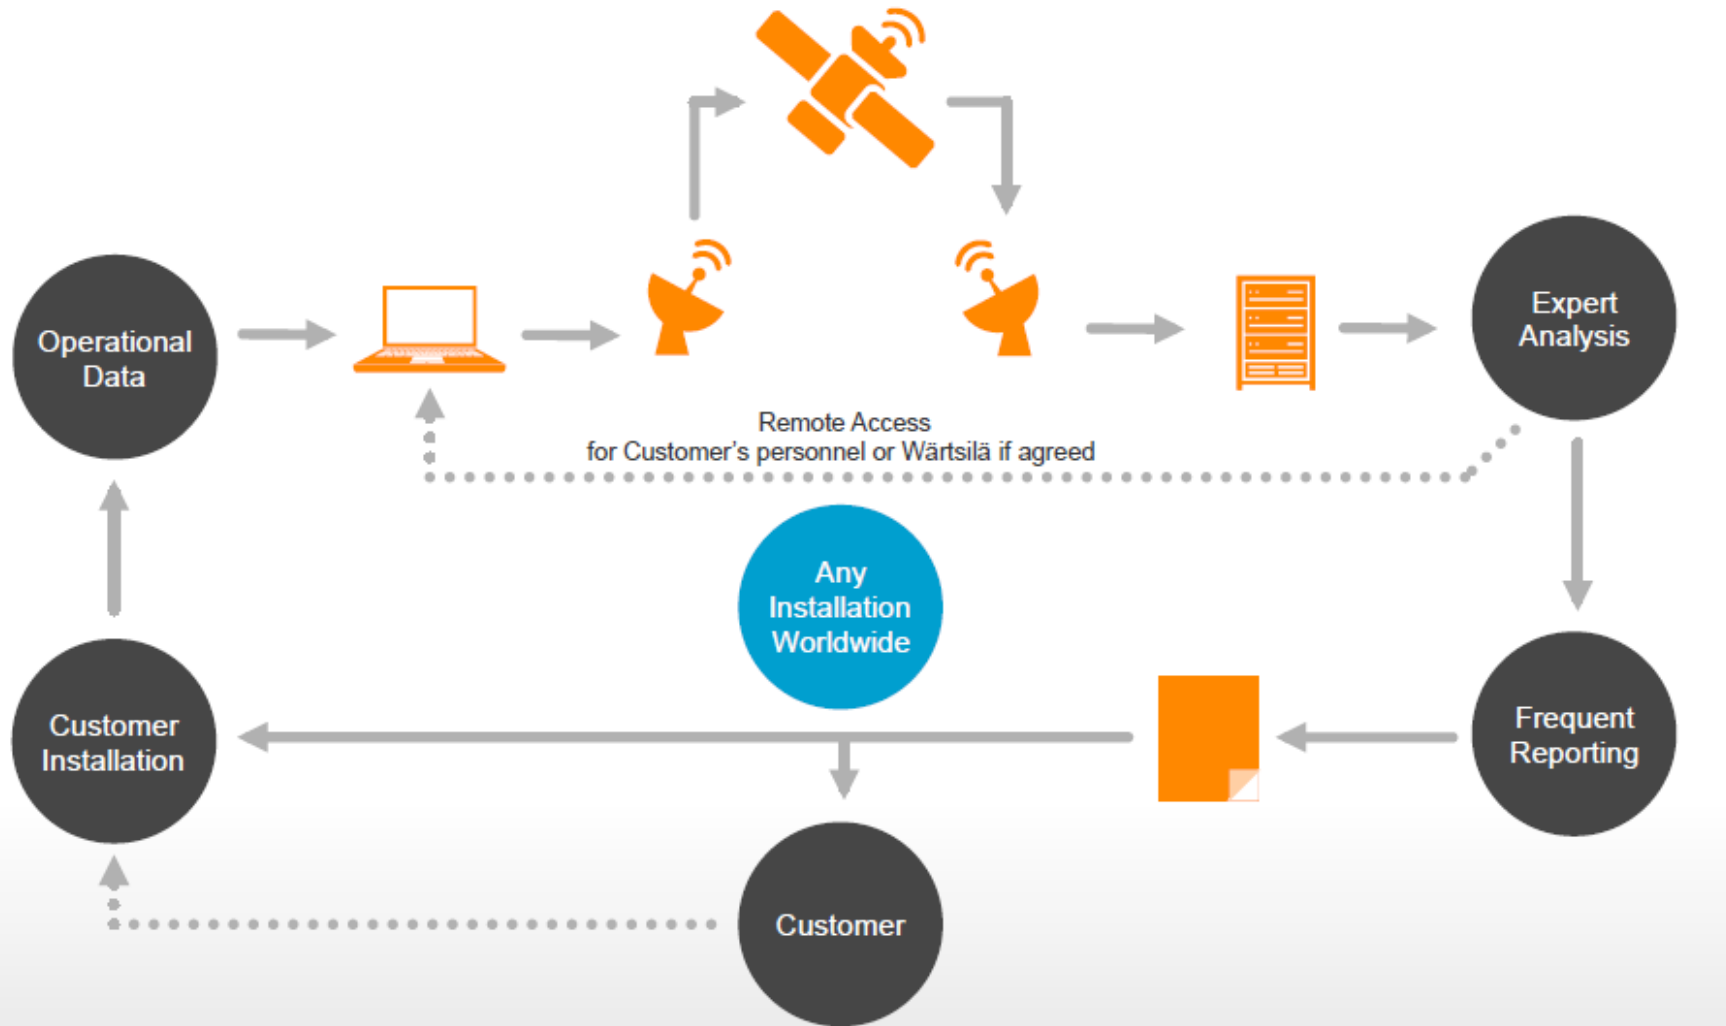 Operational
Data
Expert
Analysis
Remote Access
for Customer's personnel or Wärtsilä if agreed
Any
Installation
Worldwide
Customer
Installation
Frequent
Reporting
Customer